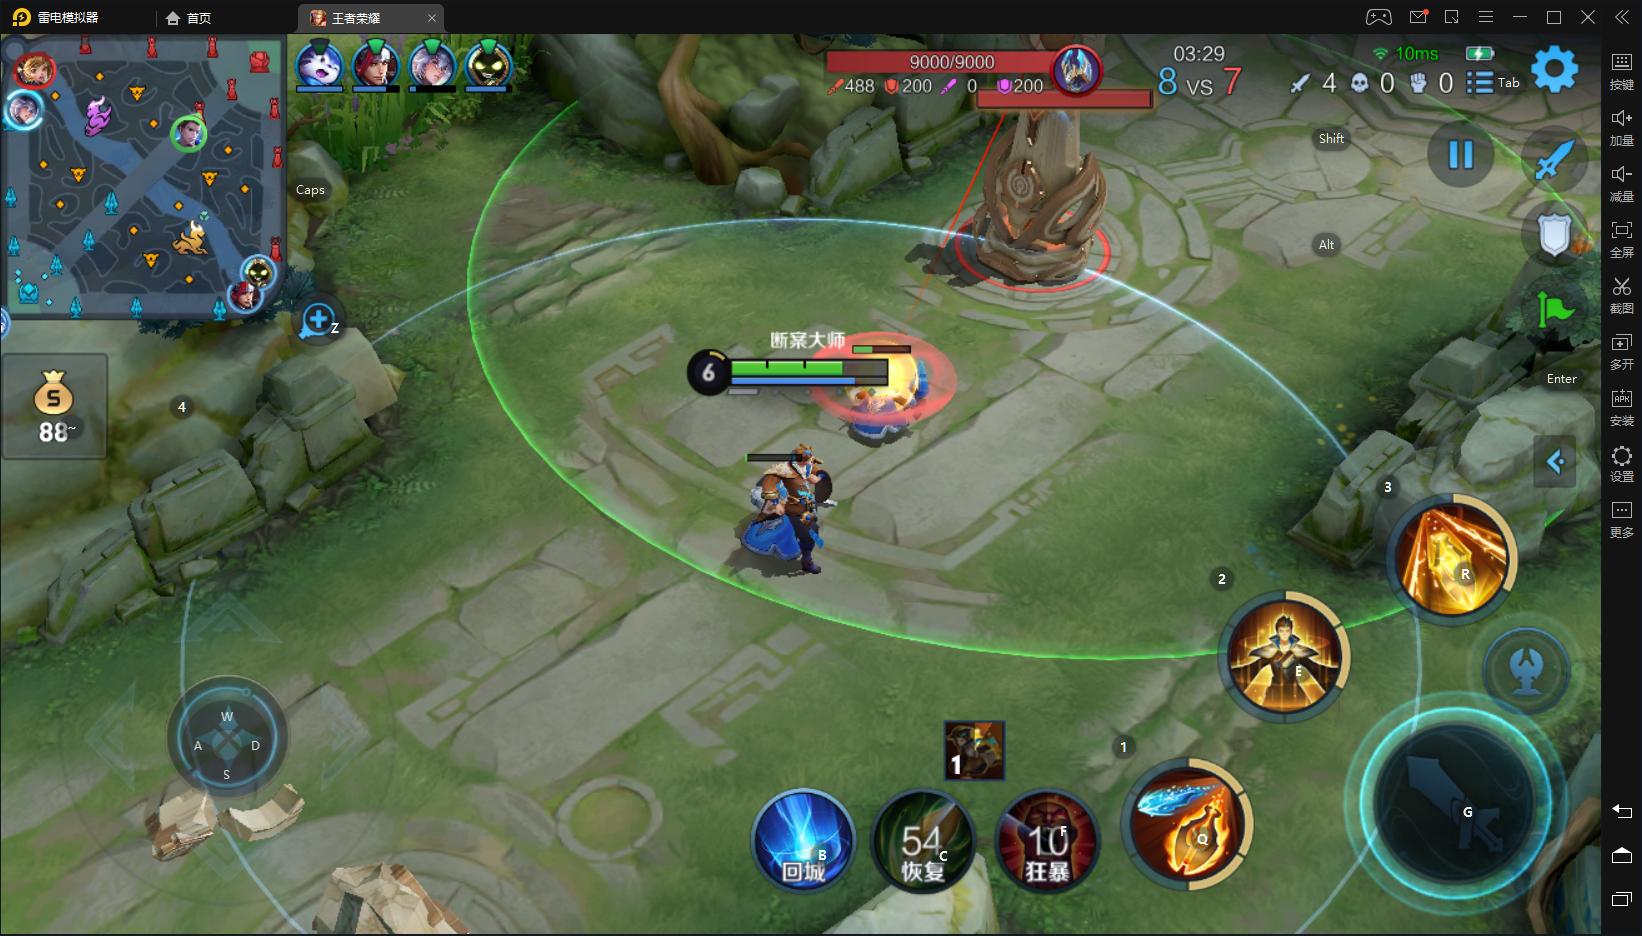 雷电模拟器
首页
王者荣耀
9000/9000
488 200 0 200
03:29
8 VS 7
10ms
4 0 0 Tab
按键
加量
减量
全屏
截图
多开
安装
设置
更多
Shift
Caps
Alt
Z
Enter
88~
4
断案大师
6
3
R
2
E
W
A D
S
1
1
Q
G
B
回城
54
C
恢复
10
F
狂暴
APK